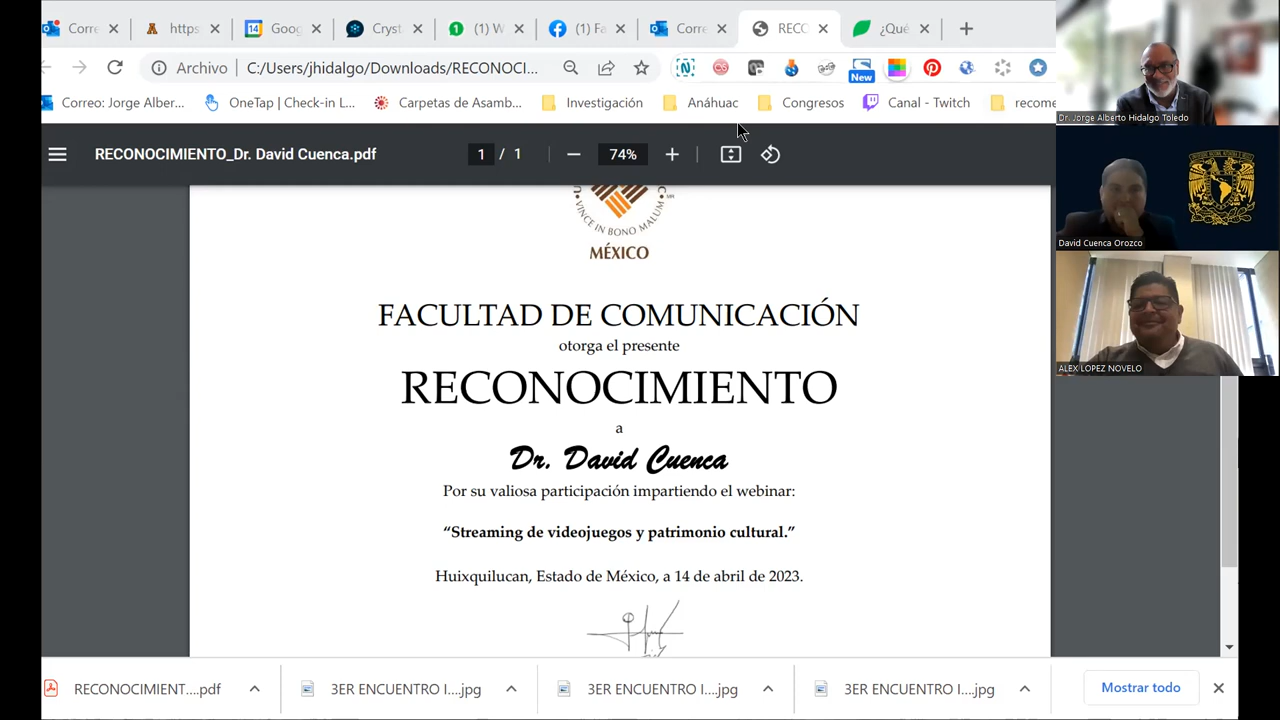 Corre
https
Goog
14
Cryst
(1) W
(1) Fa
Corre
RECO
¿Qué
Archivo
C:/Users/jhidalgo/Downloads/RECONOCI...
New
Correo: Jorge Alber...
OneTap | Check-in L...
Carpetas de Asamb...
Investigación
Anáhuac
Congresos
Canal - Twitch
recome
RECONOCIMIENTO_Dr. David Cuenca.pdf
1 / 1
74%
VINCE IN BONO MALUM
MÉXICO
FACULTAD DE COMUNICACIÓN
otorga el presente
RECONOCIMIENTO
a
Dr. David Cuenca
Por su valiosa participación impartiendo el webinar:
“Streaming de videojuegos y patrimonio cultural.”
Huixquilucan, Estado de México, a 14 de abril de 2023.
Dr. Jorge Alberto Hidalgo Toledo
David Cuenca Orozco
ALEX LOPEZ NOVELO
RECONOCIMIENT....pdf
3ER ENCUENTRO I....jpg
3ER ENCUENTRO I....jpg
3ER ENCUENTRO I....jpg
Mostrar todo